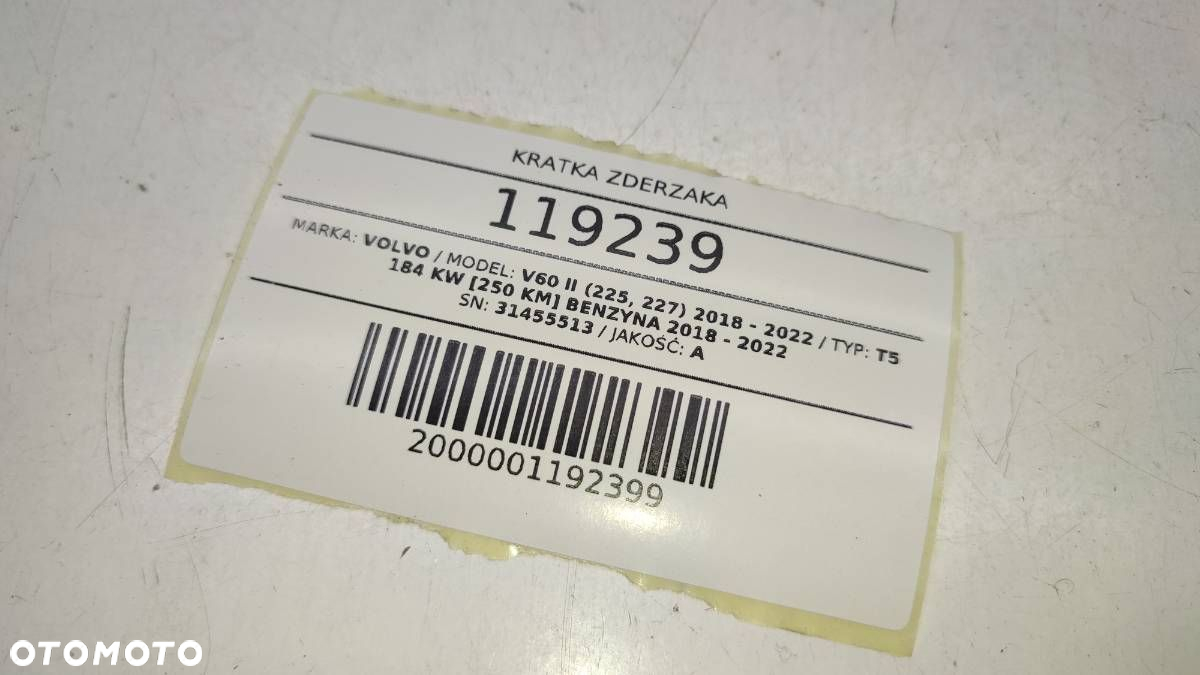 KRATKA ZDERZAKA
119239
MARKA: VOLVO / MODEL: V60 II (225, 227) 2018 - 2022 / TYP: T5
184 KW [250 KM] BENZYNA 2018 - 2022
SN: 31455513 / JAKOŚĆ: A
2000001192399
OTOMOTO